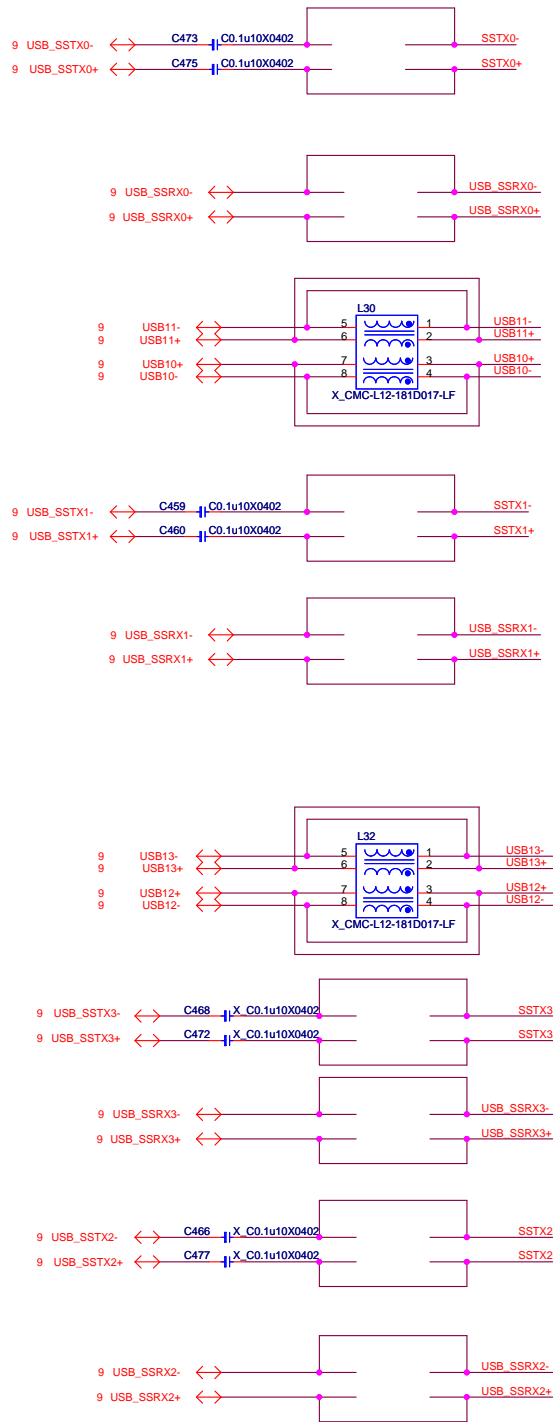 C473 C0.1u10X0402 SSTX0-
9 USB_SSTX0-
C475 C0.1u10X0402 SSTX0+
9 USB_SSTX0+
9 USB_SSRX0- USB_SSRX0-
9 USB_SSRX0+ USB_SSRX0+
L30
9 USB11- 5 1 USB11-
9 USB11+ 6 2 USB11+
9 USB10+ 7 3 USB10+
9 USB10- 8 4 USB10-
X_CMC-L12-181D017-LF
C459 C0.1u10X0402 SSTX1-
9 USB_SSTX1-
C460 C0.1u10X0402 SSTX1+
9 USB_SSTX1+
9 USB_SSRX1- USB_SSRX1-
9 USB_SSRX1+ USB_SSRX1+
L32
9 USB13- 5 1 USB13-
9 USB13+ 6 2 USB13+
9 USB12+ 7 3 USB12+
9 USB12- 8 4 USB12-
X_CMC-L12-181D017-LF
C468 X_C0.1u10X0402 SSTX3
9 USB_SSTX3-
C472 X_C0.1u10X0402 SSTX3
9 USB_SSTX3+
9 USB_SSRX3- USB_SSRX3-
9 USB_SSRX3+ USB_SSRX3+
C466 X_C0.1u10X0402 SSTX2
9 USB_SSTX2-
C477 X_C0.1u10X0402 SSTX2
9 USB_SSTX2+
9 USB_SSRX2- USB_SSRX2-
9 USB_SSRX2+ USB_SSRX2+